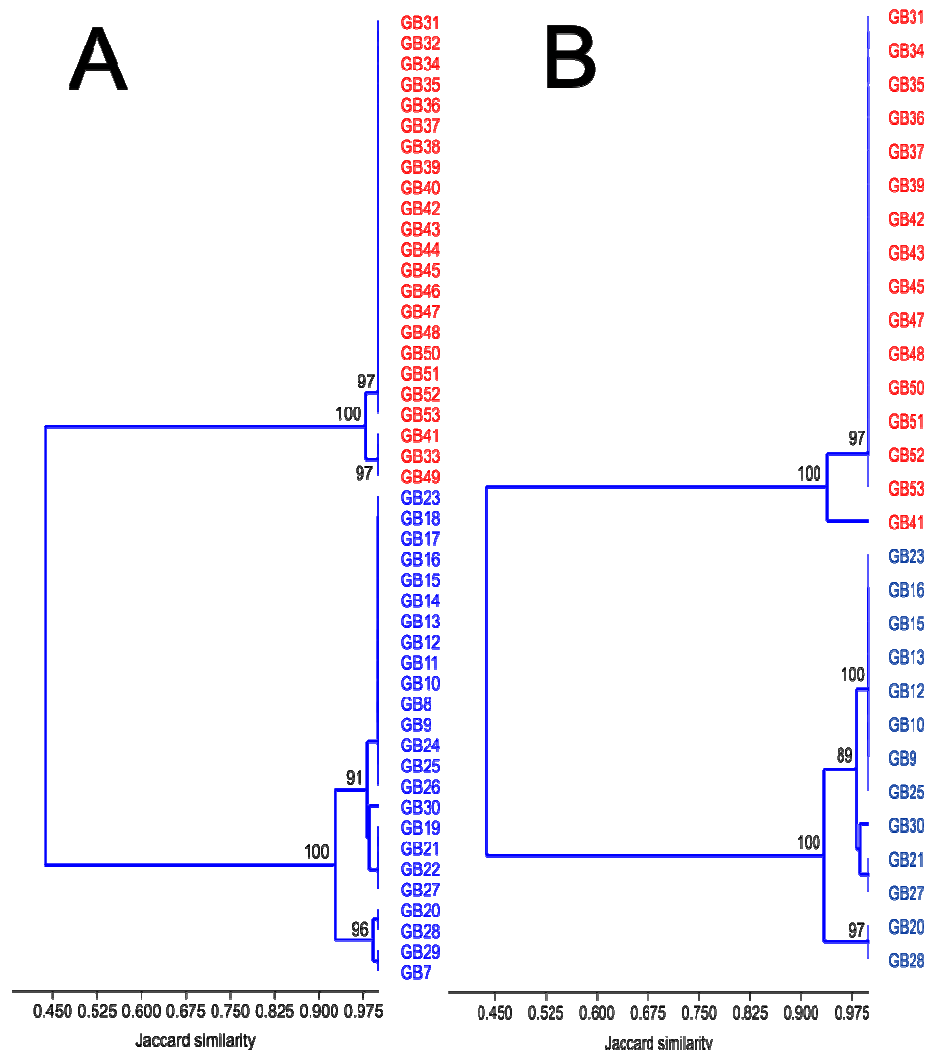 A
GB31
GB32
GB34
GB35
GB36
GB37
GB38
GB39
GB40
GB42
GB43
GB44
GB45
GB46
GB47
GB48
GB50
GB51
97
GB52
GB53
100
GB41
GB33
97
GB49
GB23
GB18
GB17
GB16
GB15
GB14
GB13
GB12
GB11
GB10
GB8
GB9
GB24
GB25
91
GB26
GB30
GB19
GB21
100
GB22
GB27
GB20
96
GB28
GB29
GB7
0.450 0.525 0.600 0.675 0.750 0.825 0.900 0.975
Jaccard similarity
B
GB31
GB34
GB35
GB36
GB37
GB39
GB42
GB43
GB45
GB47
GB48
GB50
GB51
97
GB52
100
GB53
GB41
GB23
GB16
GB15
GB13
100
GB12
GB10
89
GB9
GB25
GB30
100
GB21
GB27
GB20
97
GB28
0.450 0.525 0.600 0.675 0.750 0.825 0.900 0.975
Jaccard similarity